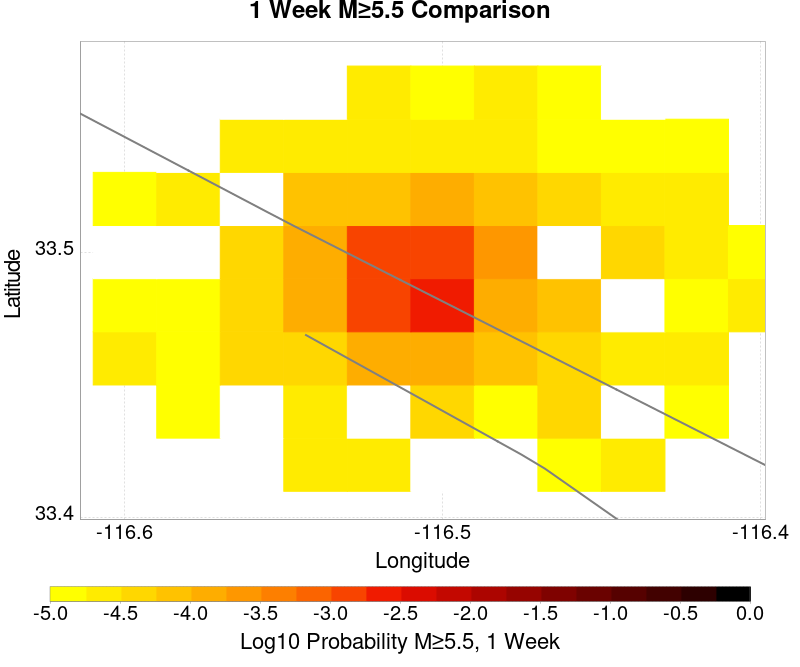 1 Week M≥5.5 Comparison
33.5
33.4
Latitude
-116.6 -116.5 -116.4
Longitude
-5.0 -4.5 -4.0 -3.5 -3.0 -2.5 -2.0 -1.5 -1.0 -0.5 0.0
Log10 Probability M≥5.5, 1 Week